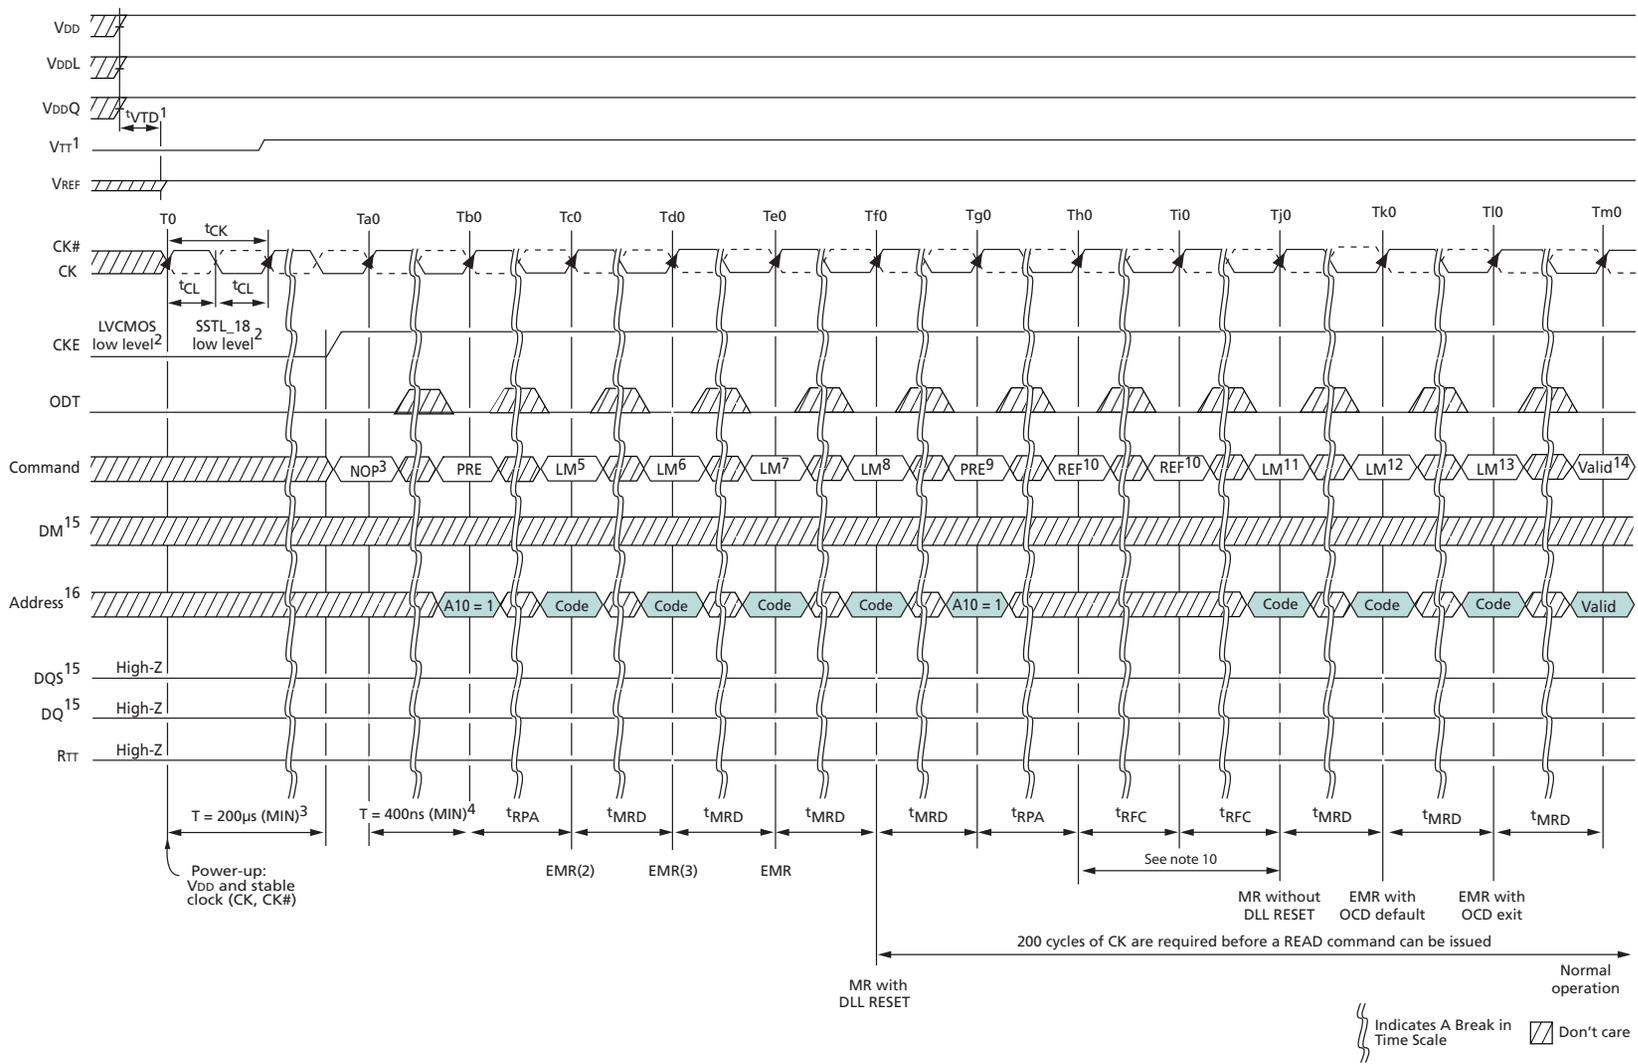 VDD
VDDL
VDDQ
tVTD1
VTT1
VREF
T0 Ta0 Tb0 Tc0 Td0 Te0 Tf0 Tg0 Th0 Ti0 Tj0 Tk0 Tl0 Tm0
tCK
CK#
CK
tCL tCL
LVCMOS low level2
SSTL_18 low level2
CKE
ODT
Command NOP3 PRE LM5 LM6 LM7 LM8 PRE9 REF10 REF10 LM11 LM12 LM13 Valid14
DM15
Address16 A10 = 1 Code Code Code Code A10 = 1 Code Code Code Valid
DQS15 High-Z
DQ15 High-Z
RTT High-Z
T = 200µs (MIN)3 T = 400ns (MIN)4 tRPA tMRD tMRD tMRD tMRD tRPA tRFC tRFC tMRD tMRD tMRD
See note 10
Power-up:
VDD and stable
clock (CK, CK#)
EMR(2) EMR(3) EMR
MR without
DLL RESET
EMR with
OCD default
EMR with
OCD exit
200 cycles of CK are required before a READ command can be issued
MR with
DLL RESET
Normal
operation
Indicates A Break in
Time Scale
Don't care